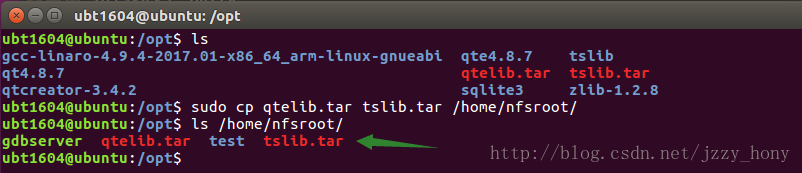 ubt1604@ubuntu: /opt
ubt1604@ubuntu:/opt$ ls
gcc-linaro-4.9.4-2017.01-x86_64_arm-linux-gnueabi qte4.8.7 tslib
qt4.8.7 qtelib.tar tslib.tar
qtcreator-3.4.2 sqlite3 zlib-1.2.8
ubt1604@ubuntu:/opt$ sudo cp qtelib.tar tslib.tar /home/nfsroot/
ubt1604@ubuntu:/opt$ ls /home/nfsroot/
gdbserver qtelib.tar test tslib.tar
ubt1604@ubuntu:/opt$
http://blog.csdn.net/jzzy_hony